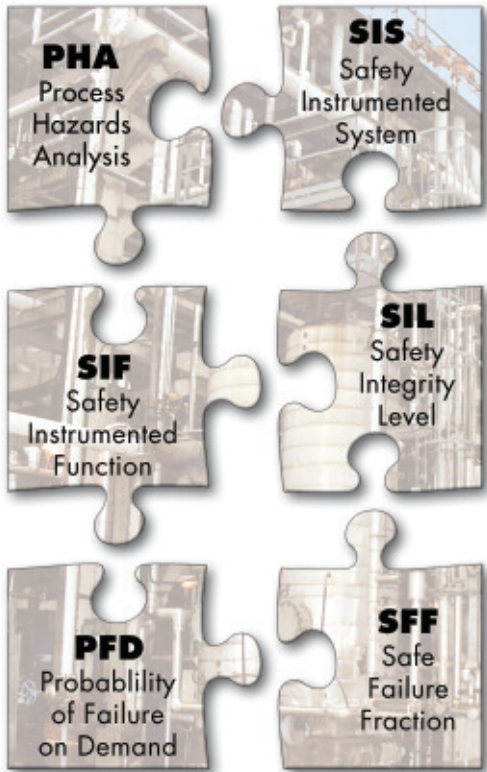 PHA
Process
Hazards
Analysis
SIS
Safety
Instrumented
System
SIF
Safety
Instrumented
Function
SIL
Safety
Integrity
Level
PFD
Probablility
of Failure
on Demand
SFF
Safe
Failure
Fraction